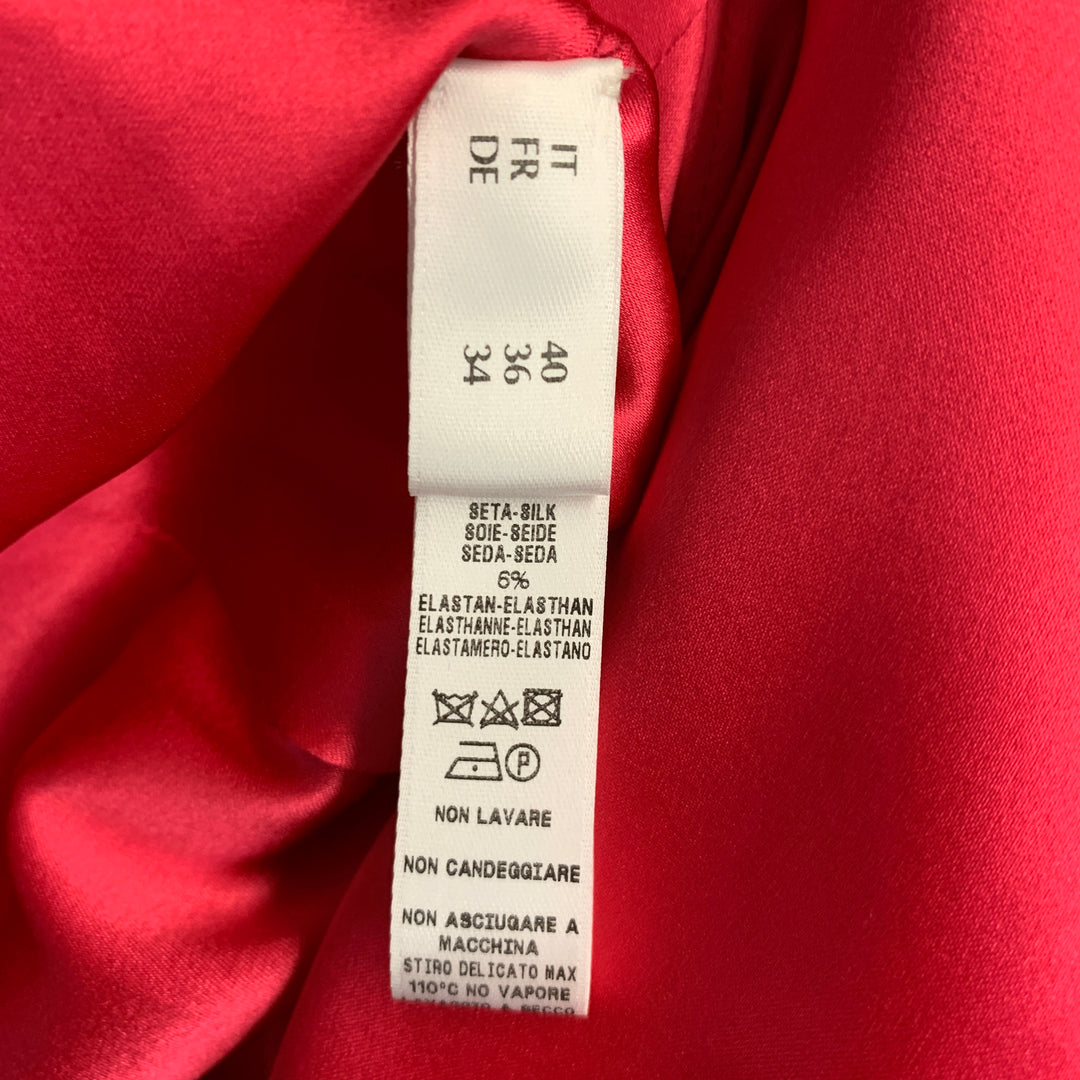 IT 40
FR 36
DE 34
SETA-SILK
SOIE-SEIDE
SEDA-SEDA
6%
ELASTAN-ELASTHAN
ELASTHANNE-ELASTHAN
ELASTAMERO-ELASTANO
P
NON LAVARE
NON CANDEGGIARE
NON ASCIUGARE A
MACCHINA
STIRO DELICATO MAX
110°C NO VAPORE
A SECCO